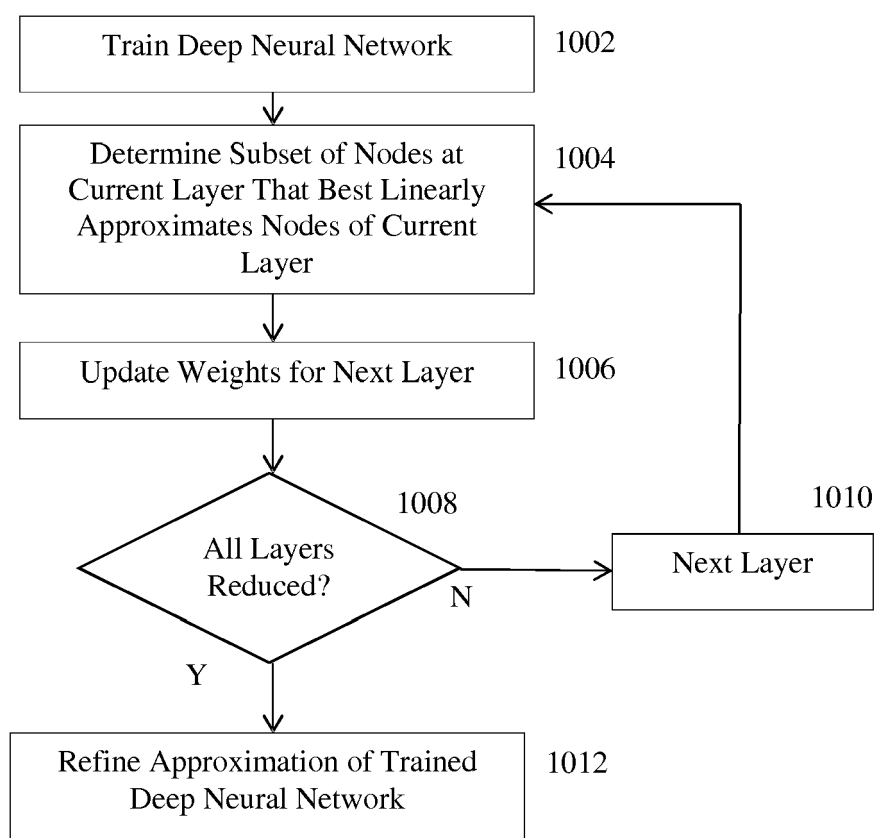 Train Deep Neural Network
1002
Determine Subset of Nodes at
Current Layer That Best Linearly
Approximates Nodes of Current
Layer
1004
Update Weights for Next Layer
1006
1008
All Layers
Reduced?
N
Y
1010
Next Layer
Refine Approximation of Trained
Deep Neural Network
1012